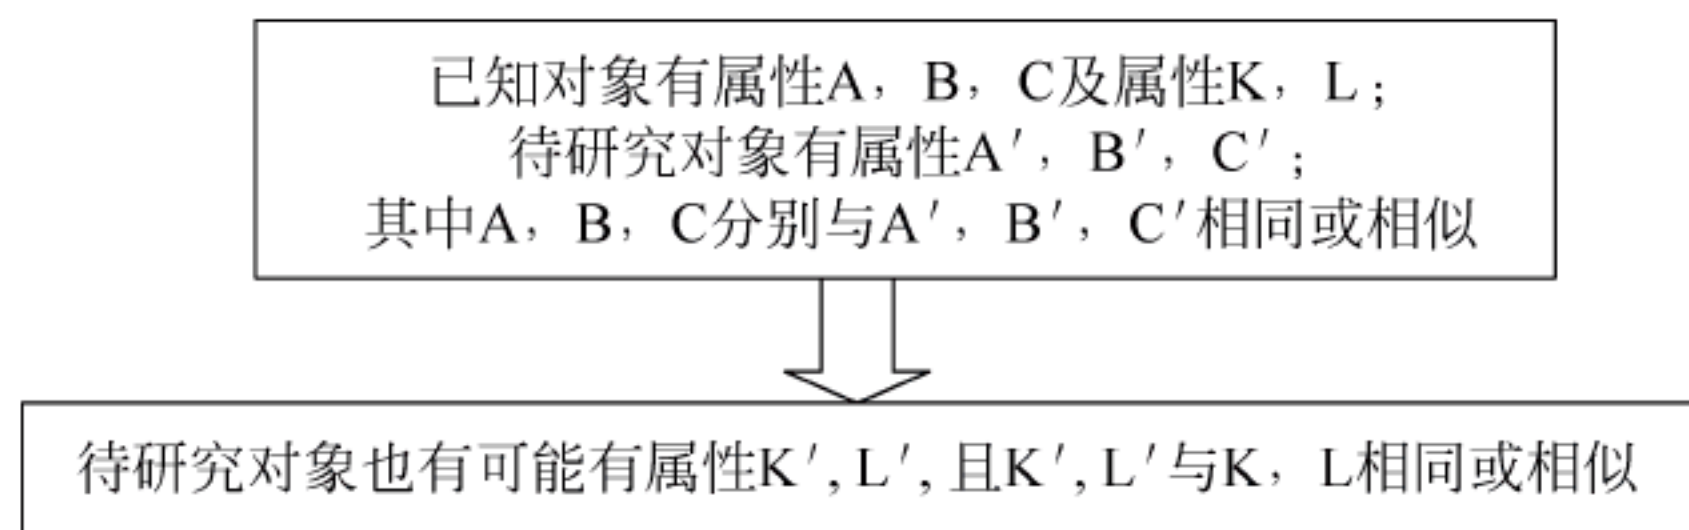 已知对象有属性A，B，C及属性K，L；
待研究对象有属性A′，B′，C′；
其中A，B，C分别与A′，B′，C′相同或相似
待研究对象也有可能有属性K′, L′, 且K′, L′与K，L相同或相似